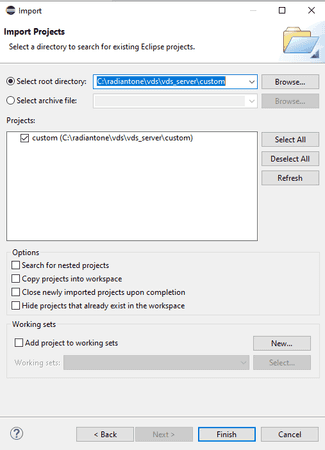 Import
Import Projects
Select a directory to search for existing Eclipse projects.
Select root directory: C:\radiantone\vds\vds_server\custom Browse...
Select archive file: Browse...
Projects:
custom (C:\radiantone\vds\vds_server\custom)
Select All
Deselect All
Refresh
Options
Search for nested projects
Copy projects into workspace
Close newly imported projects upon completion
Hide projects that already exist in the workspace
Working sets
Add project to working sets New...
Working sets: Select...
? < Back Next > Finish Cancel